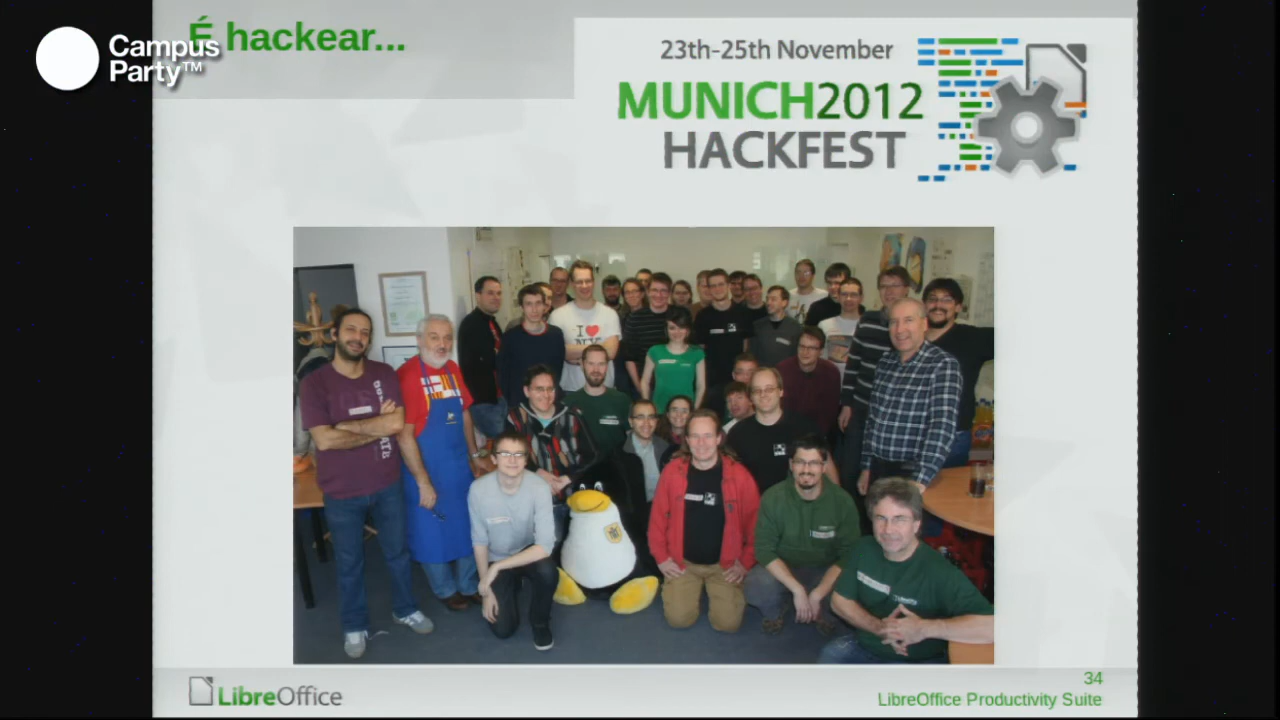 É hackear...
Campus
Party™
23th-25th November
MUNICH2012
HACKFEST
I ❤
LibreOffice
34
LibreOffice Productivity Suite